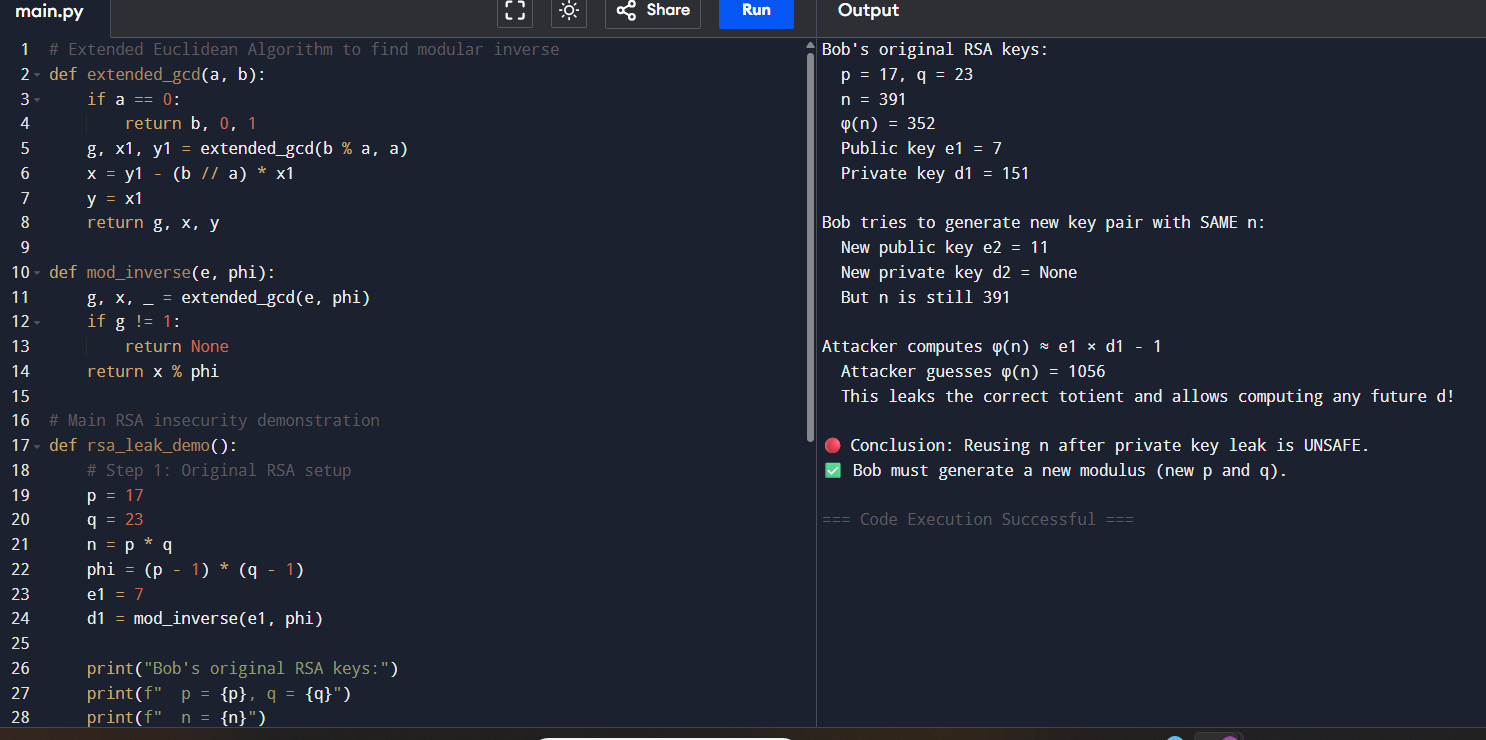 main.py
Share
Run
Output
1 # Extended Euclidean Algorithm to find modular inverse
2 def extended_gcd(a, b):
3     if a == 0:
4         return b, 0, 1
5     g, x1, y1 = extended_gcd(b % a, a)
6     x = y1 - (b // a) * x1
7     y = x1
8     return g, x, y
9
10 def mod_inverse(e, phi):
11     g, x, _ = extended_gcd(e, phi)
12     if g != 1:
13         return None
14     return x % phi
15
16 # Main RSA insecurity demonstration
17 def rsa_leak_demo():
18     # Step 1: Original RSA setup
19     p = 17
20     q = 23
21     n = p * q
22     phi = (p - 1) * (q - 1)
23     e1 = 7
24     d1 = mod_inverse(e1, phi)
25
26     print("Bob's original RSA keys:")
27     print(f"  p = {p}, q = {q}")
28     print(f"  n = {n}")
Bob's original RSA keys:
  p = 17, q = 23
  n = 391
  φ(n) = 352
  Public key e1 = 7
  Private key d1 = 151
Bob tries to generate new key pair with SAME n:
  New public key e2 = 11
  New private key d2 = None
  But n is still 391
Attacker computes φ(n) ≈ e1 × d1 - 1
  Attacker guesses φ(n) = 1056
  This leaks the correct totient and allows computing any future d!
🔴 Conclusion: Reusing n after private key leak is UNSAFE.
✅ Bob must generate a new modulus (new p and q).
=== Code Execution Successful ===